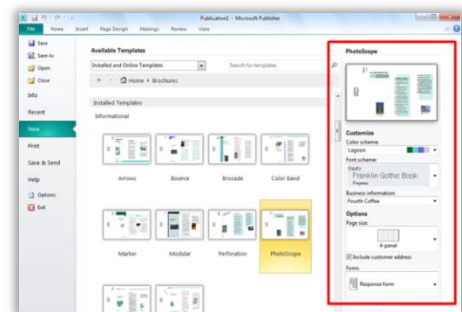 Publication1 - Microsoft Publisher
File Home Insert Page Design Mailings Review View
Save
Save As
Open
Close
Info
Recent
New
Print
Save & Send
Help
Options
Exit
Available Templates
Installed and Online Templates
Search for templates
Home Brochures
Installed Templates
Informational
Arrows Bounce Brocade Color Band
Marker Modular Perforation PhotoScope
PhotoScope
Customize
Color scheme:
Lagoon
Font scheme:
Equity
Franklin Gothic Book
Perpetua
Business information:
Fourth Coffee
Options
Page size:
4-panel
Include customer address
Form:
Response form